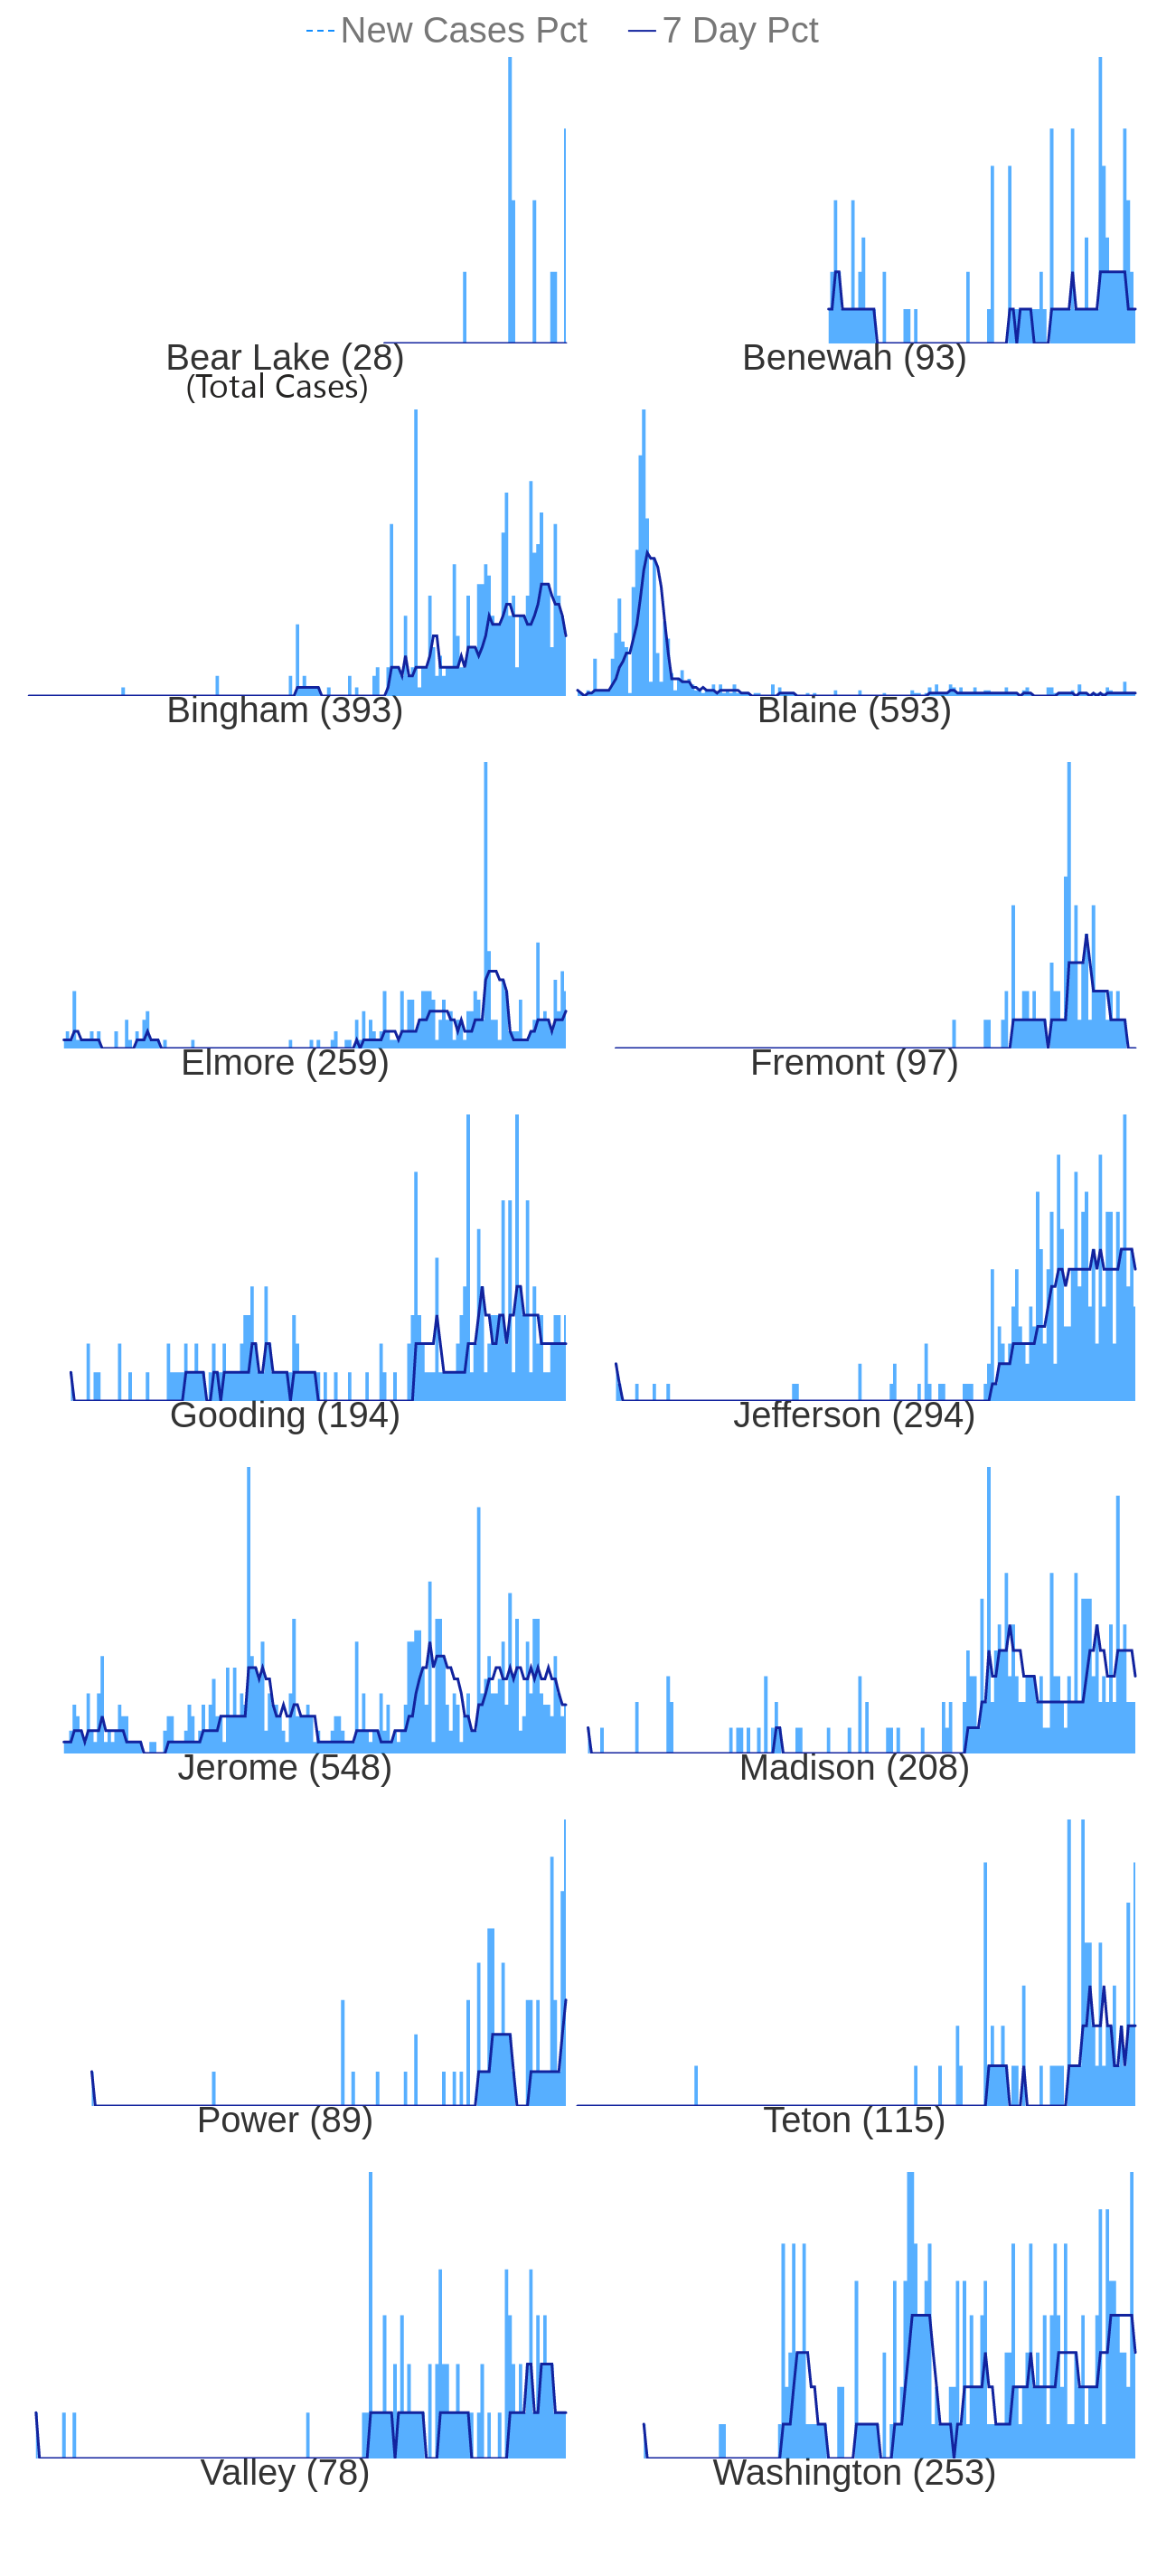 New Cases Pct 7 Day Pct
Bear Lake (28) Benewah (93)
(Total Cases)
Bingham (393) Blaine (593)
Elmore (259) Fremont (97)
Gooding (194) Jefferson (294)
Jerome (548) Madison (208)
Power (89) Teton (115)
Valley (78) Washington (253)